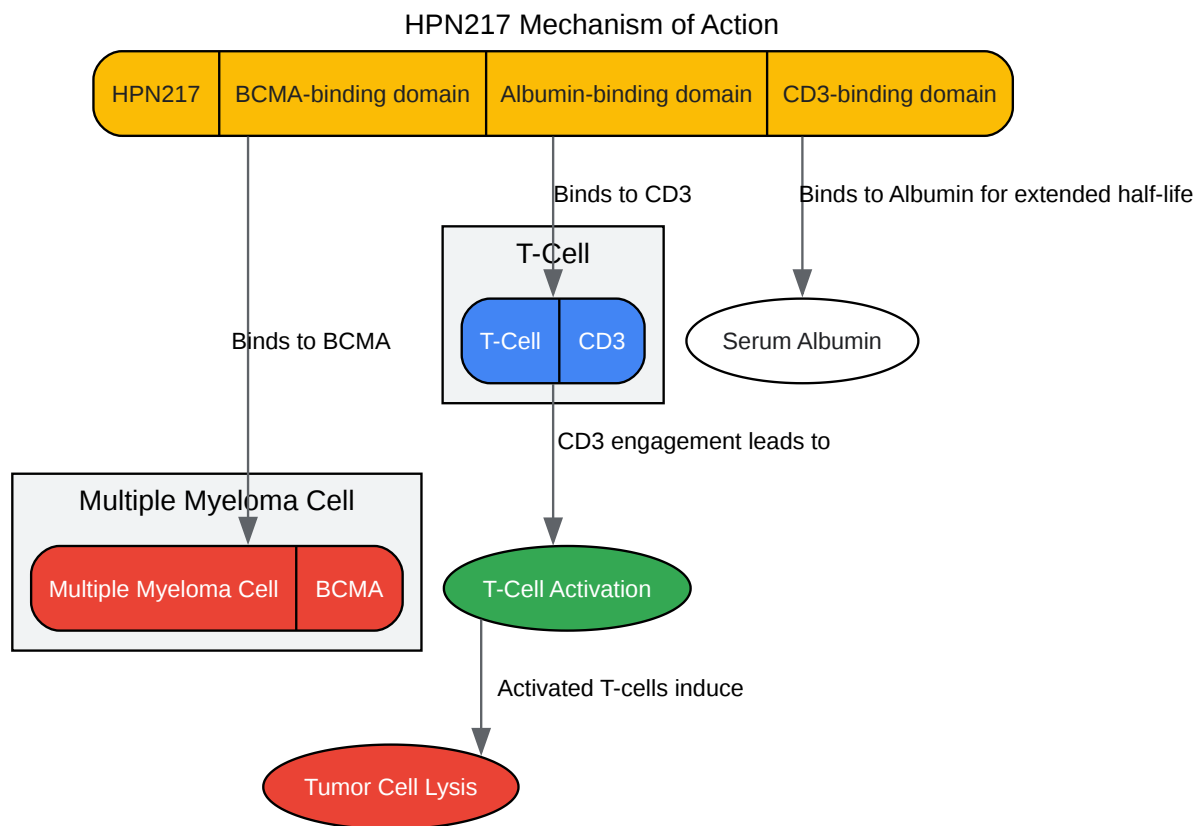 HPN217 Mechanism of Action
HPN217
BCMA-binding domain
Albumin-binding domain
CD3-binding domain
Binds to CD3
Binds to Albumin for extended half-life
T-Cell
T-Cell
CD3
Serum Albumin
Binds to BCMA
CD3 engagement leads to
Multiple Myeloma Cell
Multiple Myeloma Cell
BCMA
T-Cell Activation
Activated T-cells induce
Tumor Cell Lysis